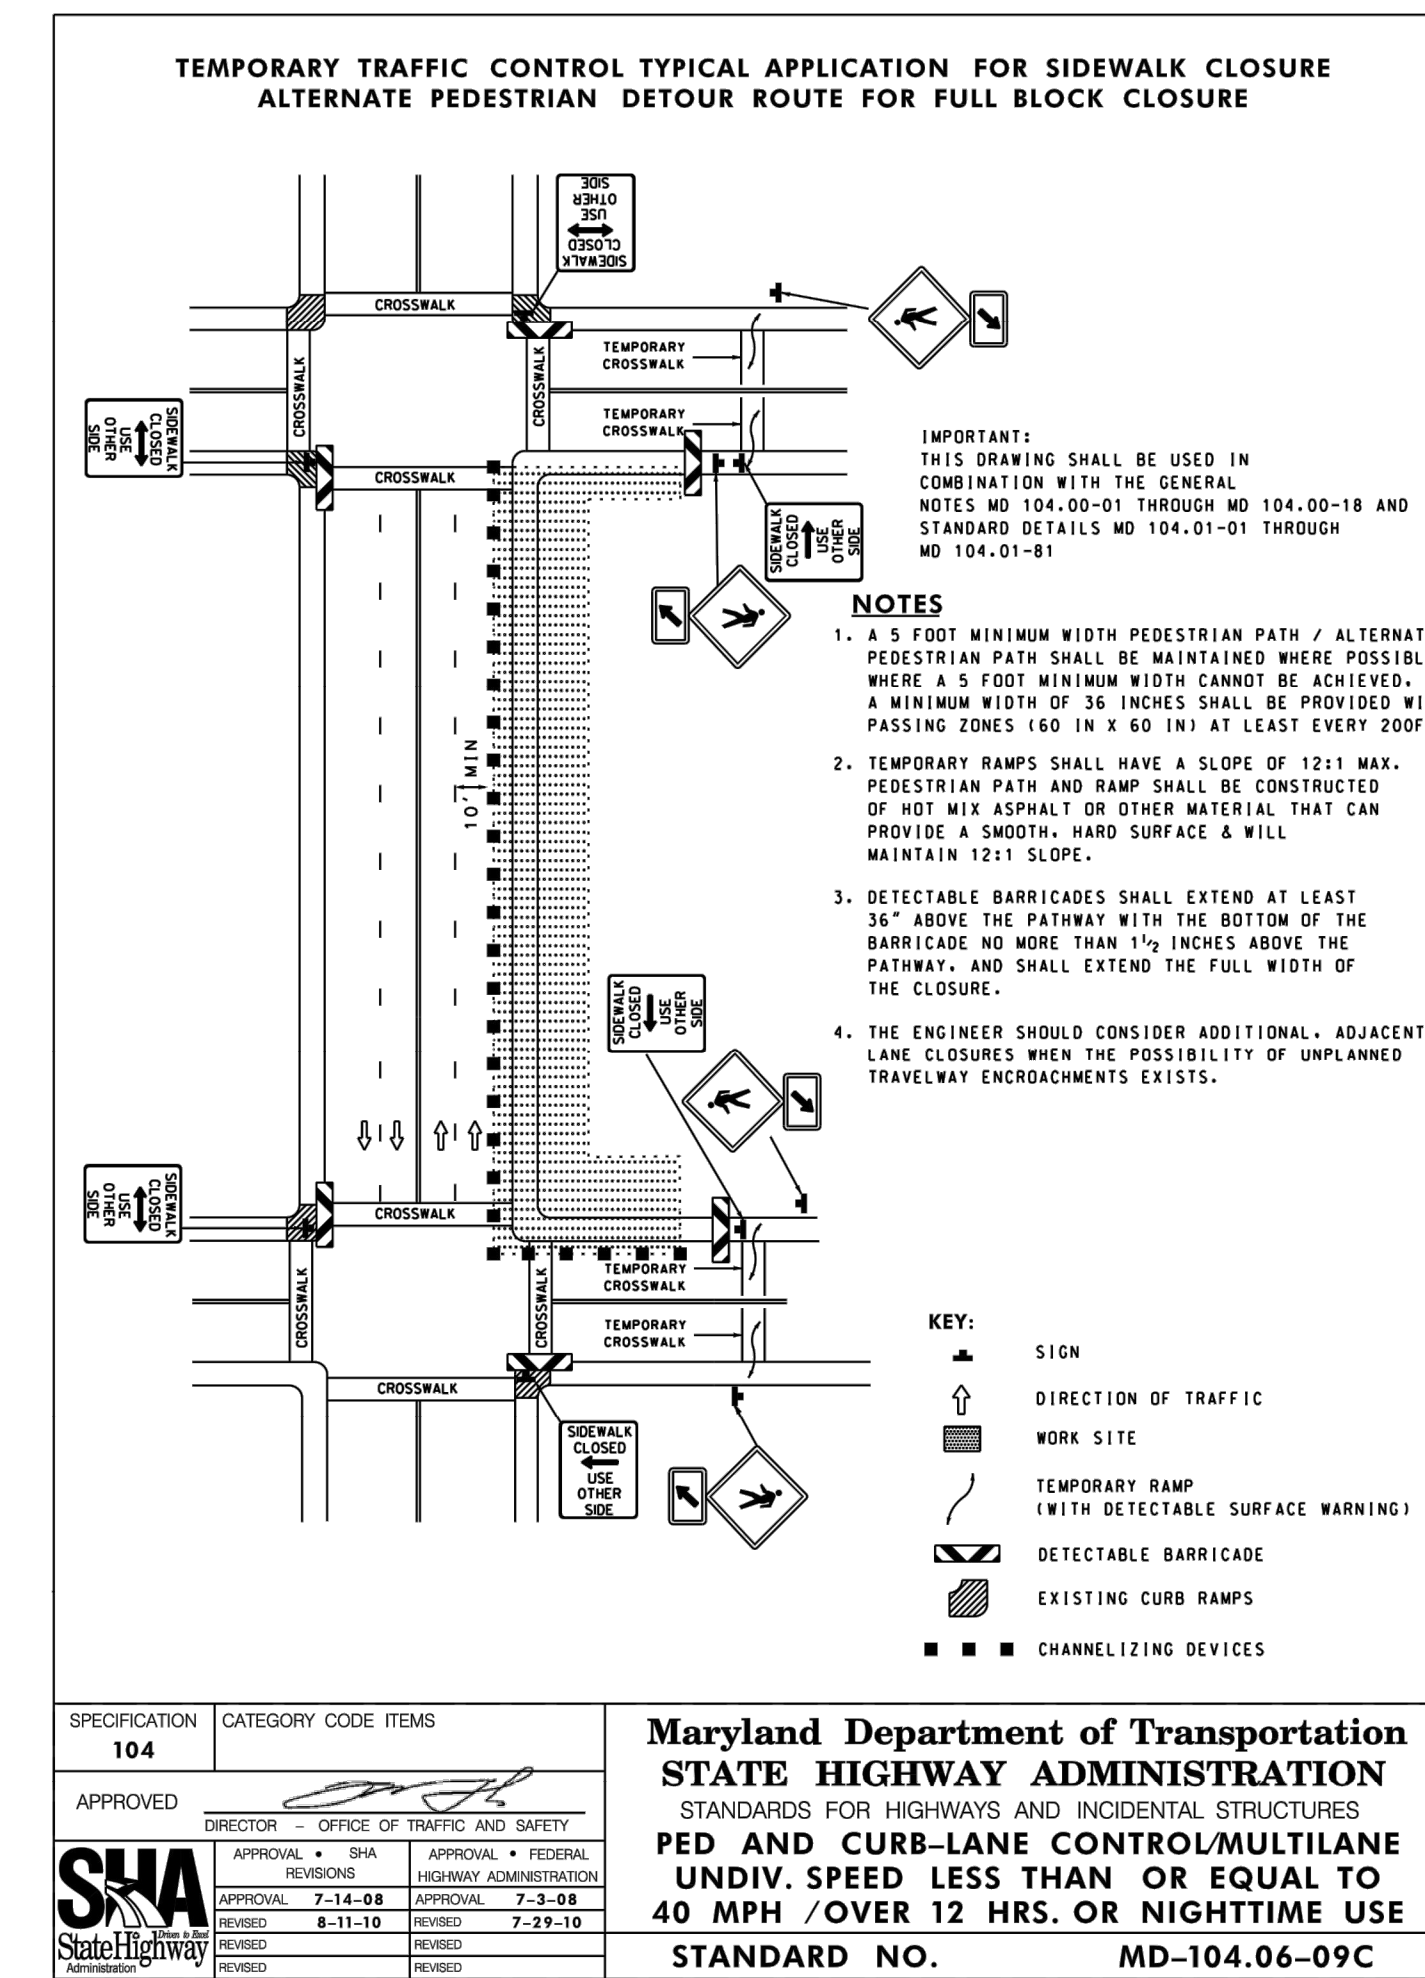 TEMPORARY TRAFFIC CONTROL TYPICAL APPLICATION FOR SIDEWALK CLOSURE
ALTERNATE PEDESTRIAN DETOUR ROUTE FOR FULL BLOCK CLOSURE
SIDEWALK
CLOSED
USE
OTHER
SIDE
CROSSWALK
CROSSWALK
CROSSWALK
TEMPORARY
CROSSWALK
TEMPORARY
CROSSWALK
SIDEWALK
CLOSED
USE
OTHER
SIDE
CROSSWALK
SIDEWALK
CLOSED
USE
OTHER
SIDE
IMPORTANT:
THIS DRAWING SHALL BE USED IN
COMBINATION WITH THE GENERAL
NOTES MD 104.00-01 THROUGH MD 104.00-18 AND
STANDARD DETAILS MD 104.01-01 THROUGH
MD 104.01-81
NOTES
1. A 5 FOOT MINIMUM WIDTH PEDESTRIAN PATH / ALTERNAT
PEDESTRIAN PATH SHALL BE MAINTAINED WHERE POSSIBL
WHERE A 5 FOOT MINIMUM WIDTH CANNOT BE ACHIEVED.
A MINIMUM WIDTH OF 36 INCHES SHALL BE PROVIDED WI
PASSING ZONES (60 IN X 60 IN) AT LEAST EVERY 200F
2. TEMPORARY RAMPS SHALL HAVE A SLOPE OF 12:1 MAX.
PEDESTRIAN PATH AND RAMP SHALL BE CONSTRUCTED
OF HOT MIX ASPHALT OR OTHER MATERIAL THAT CAN
PROVIDE A SMOOTH, HARD SURFACE & WILL
MAINTAIN 12:1 SLOPE.
3. DETECTABLE BARRICADES SHALL EXTEND AT LEAST
36" ABOVE THE PATHWAY WITH THE BOTTOM OF THE
BARRICADE NO MORE THAN 1 1/2 INCHES ABOVE THE
PATHWAY, AND SHALL EXTEND THE FULL WIDTH OF
THE CLOSURE.
4. THE ENGINEER SHOULD CONSIDER ADDITIONAL, ADJACENT
LANE CLOSURES WHEN THE POSSIBILITY OF UNPLANNED
TRAVELWAY ENCROACHMENTS EXISTS.
10' MIN
SIDEWALK
CLOSED
USE
OTHER
SIDE
SIDEWALK
CLOSED
USE
OTHER
SIDE
CROSSWALK
CROSSWALK
CROSSWALK
TEMPORARY
CROSSWALK
TEMPORARY
CROSSWALK
CROSSWALK
SIDEWALK
CLOSED
USE
OTHER
SIDE
KEY:
SIGN
DIRECTION OF TRAFFIC
WORK SITE
TEMPORARY RAMP
(WITH DETECTABLE SURFACE WARNING)
DETECTABLE BARRICADE
EXISTING CURB RAMPS
CHANNELIZING DEVICES
SPECIFICATION
104
CATEGORY CODE ITEMS
APPROVED
DIRECTOR – OFFICE OF TRAFFIC AND SAFETY
SHA
Driven to Excel
StateHighway
Administration
APPROVAL • SHA
REVISIONS
APPROVAL • FEDERAL
HIGHWAY ADMINISTRATION
APPROVAL 7-14-08 APPROVAL 7-3-08
REVISED 8-11-10 REVISED 7-29-10
REVISED REVISED
REVISED REVISED
Maryland Department of Transportation
STATE HIGHWAY ADMINISTRATION
STANDARDS FOR HIGHWAYS AND INCIDENTAL STRUCTURES
PED AND CURB-LANE CONTROL/MULTILANE
UNDIV. SPEED LESS THAN OR EQUAL TO
40 MPH /OVER 12 HRS. OR NIGHTTIME USE
STANDARD NO. MD-104.06-09C